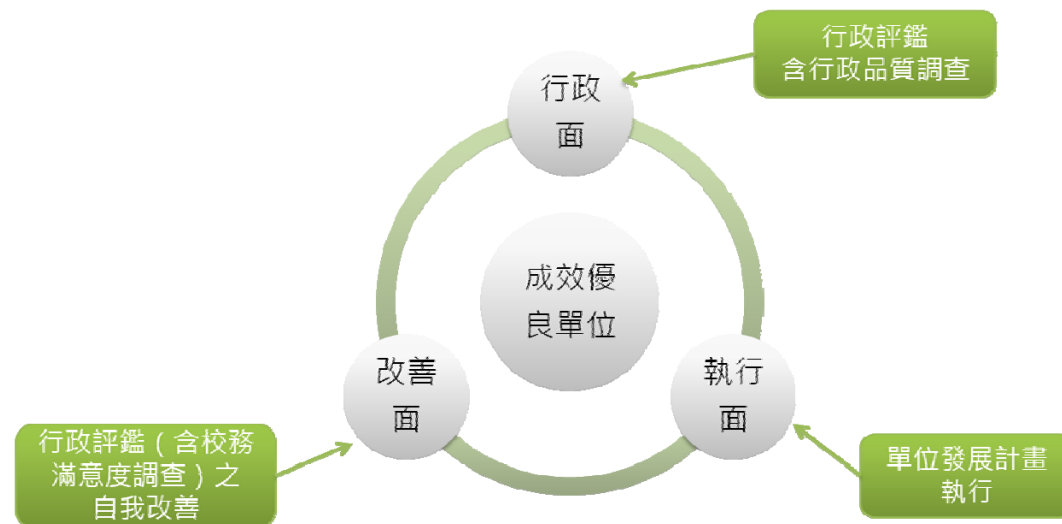 行政評鑑
含行政品質調查
行政
面
成效優
良單位
改善
面
執行
面
行政評鑑（含校務
滿意度調查）之
自我改善
單位發展計畫
執行